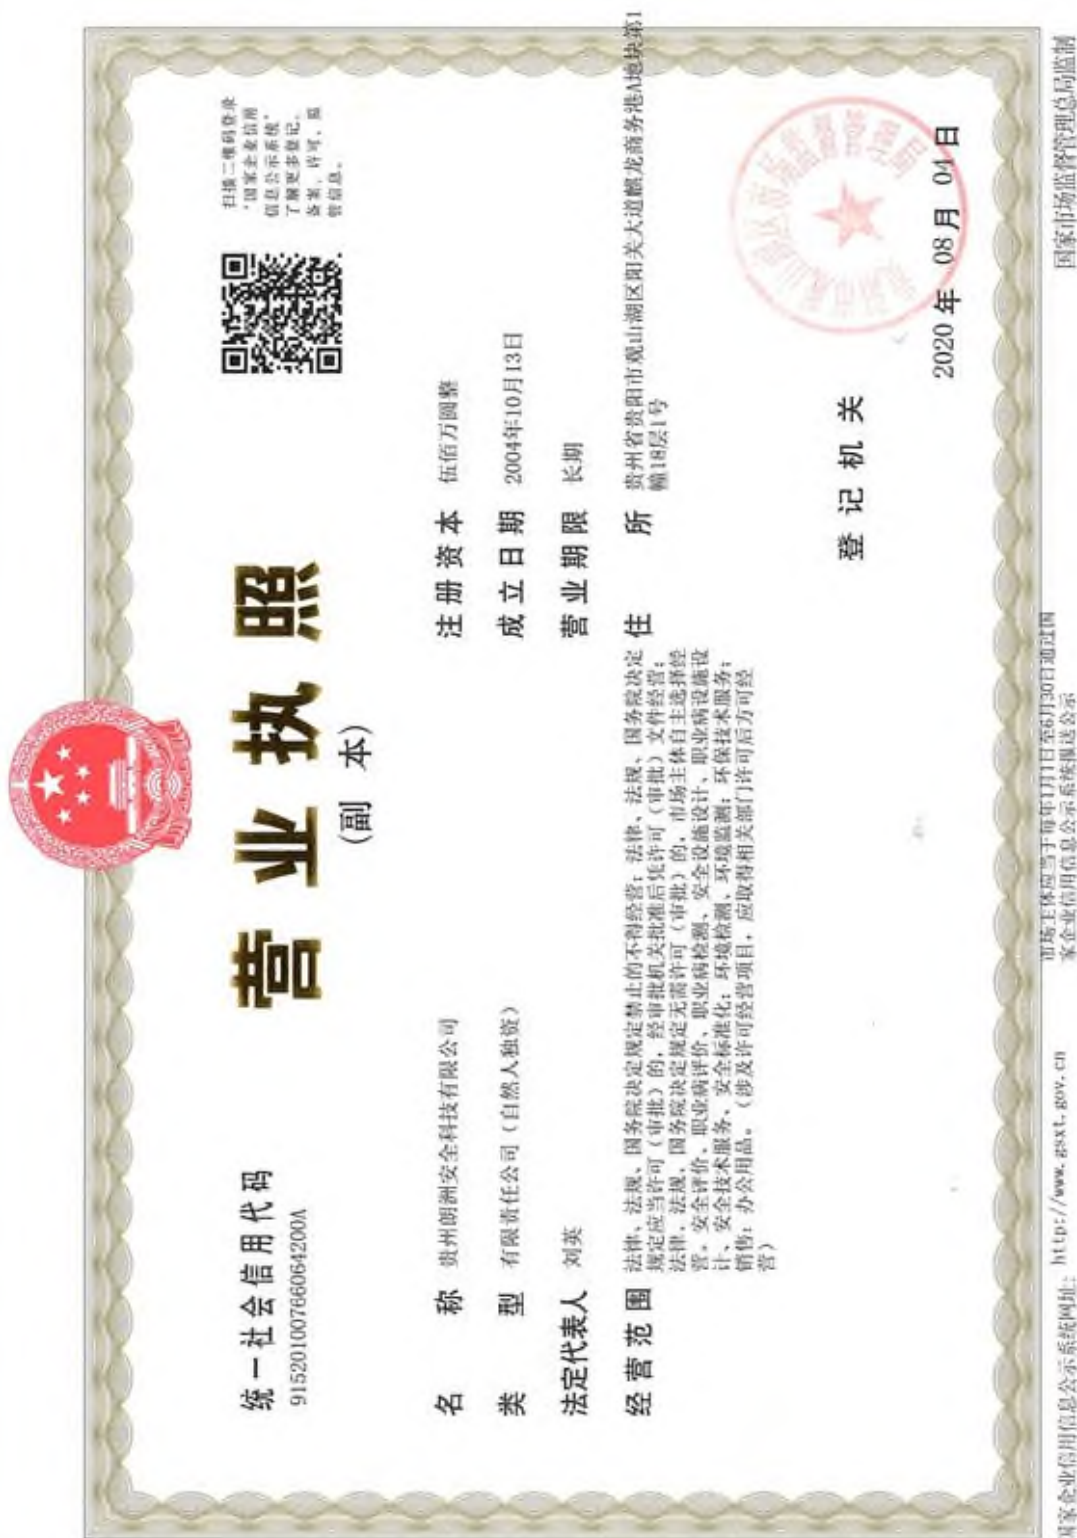 统一社会信用代码
91520100766064200A
营业执照
(副 本)
扫描二维码登录
“国家企业信用
信息公示系统”
了解更多登记、
备案、许可、监
管信息。
名 称 贵州朗洲安全科技有限公司
类 型 有限责任公司（自然人独资）
法定代表人 刘英
经营范围 法律、法规、国务院决定规定禁止的不得经营；法律、法规、国务院决定
规定应当许可（审批）的，经审批机关批准后凭许可（审批）文件经营；
法律、法规、国务院决定规定无需许可（审批）的，市场主体自主选择经
营。安全评价、职业病评价、职业病检测、安全设施设计、职业病设施设
计、安全技术服务、安全标准化；环境检测、环境监测；环保技术服务；
销售：办公用品。（涉及许可经营项目，应取得相关部门许可后方可经
营）
注册资本 伍佰万圆整
成立日期 2004年10月13日
营业期限 长期
住 所 贵州省贵阳市观山湖区阳关大道麒龙商务港A地块第1
幢18层1号
登记机关
贵阳市观山湖区市场监督管理局
2020 年 08 月 04 日
国家企业信用信息公示系统网址：http://www.gsxt.gov.cn
市场主体应当于每年1月1日至6月30日通过国
家企业信用信息公示系统报送公示
国家市场监督管理总局监制